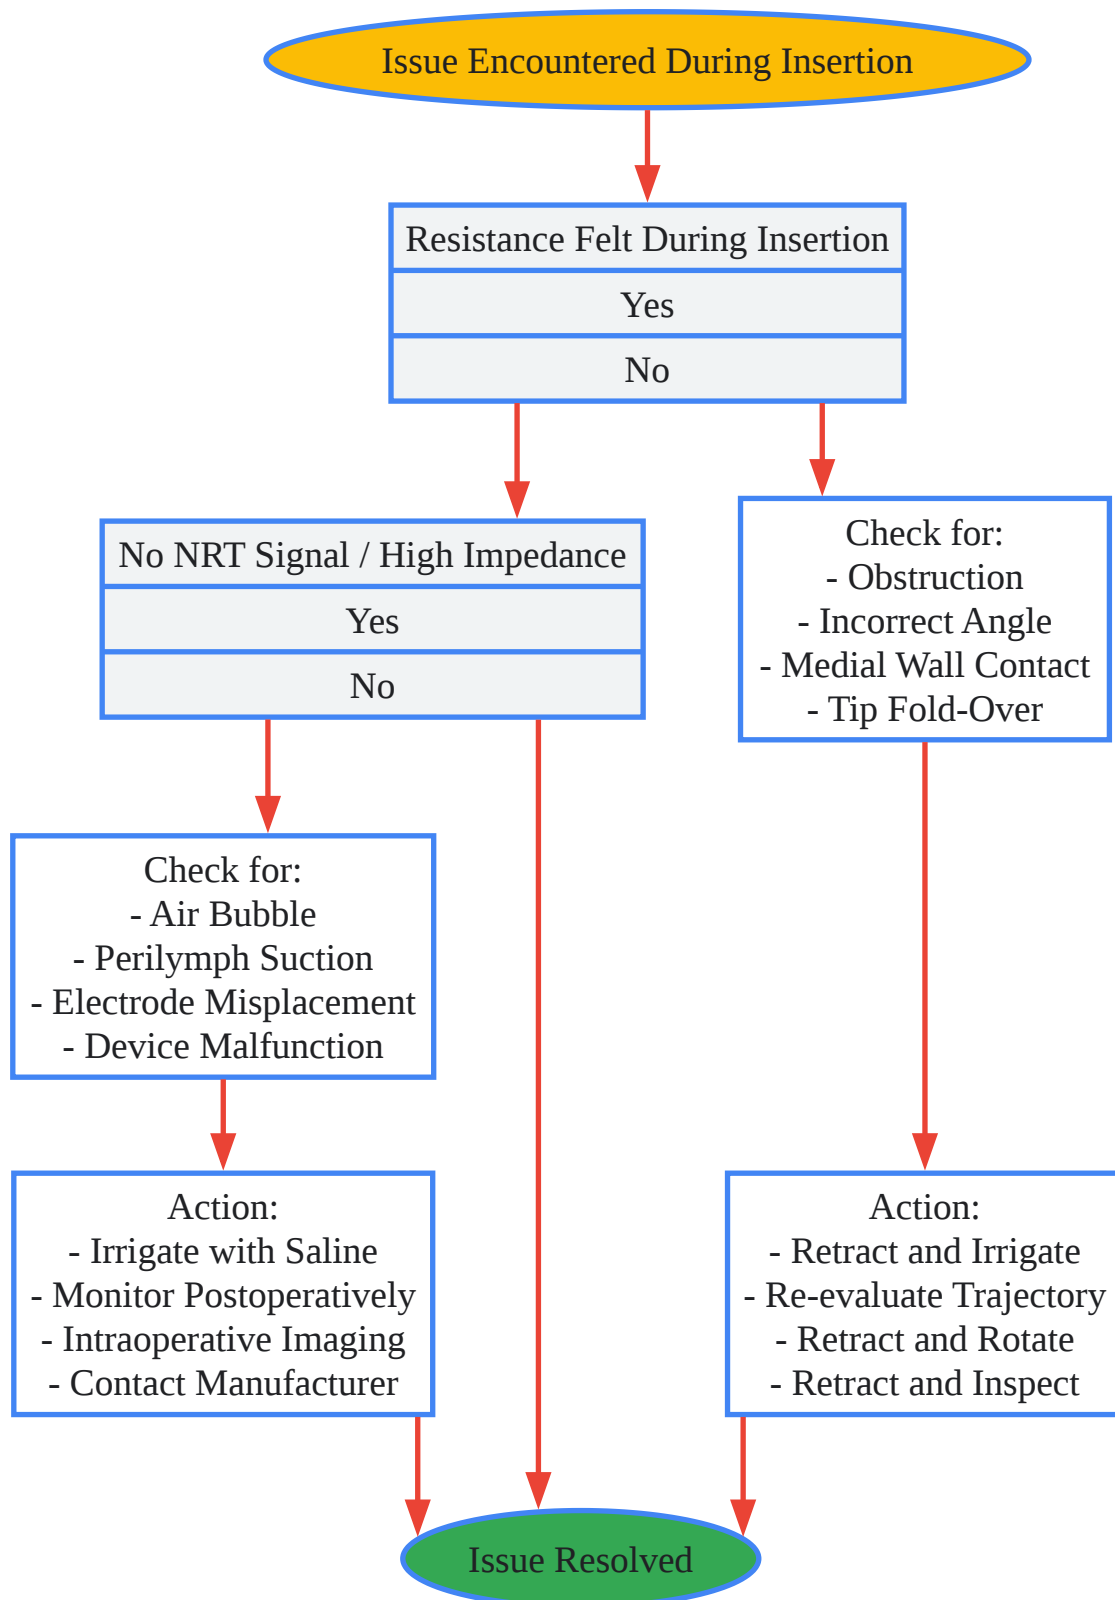 Issue Encountered During Insertion
Resistance Felt During Insertion
Yes
No
No NRT Signal / High Impedance
Yes
No
Check for:
- Obstruction
- Incorrect Angle
- Medial Wall Contact
- Tip Fold-Over
Check for:
- Air Bubble
- Perilymph Suction
- Electrode Misplacement
- Device Malfunction
Action:
- Irrigate with Saline
- Monitor Postoperatively
- Intraoperative Imaging
- Contact Manufacturer
Action:
- Retract and Irrigate
- Re-evaluate Trajectory
- Retract and Rotate
- Retract and Inspect
Issue Resolved